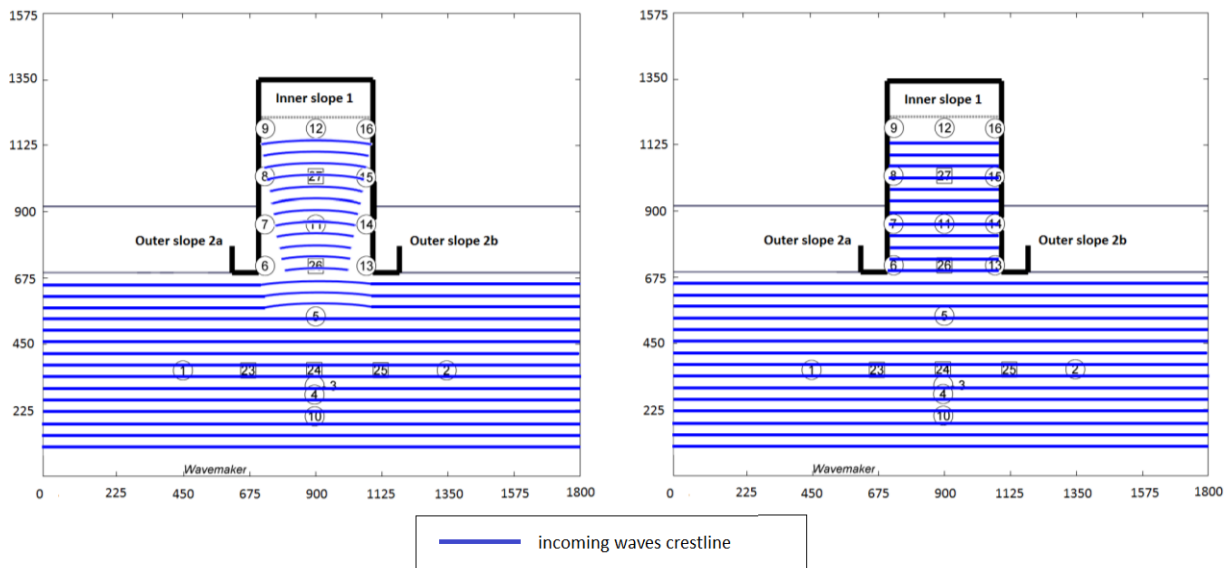 1575
1350
1125
900
675
450
225
0 225 450 675 900 1125 1350 1575 1800
Inner slope 1
9 12 16
8 27 15
7 11 14
Outer slope 2a Outer slope 2b
6 26 13
5
1 23 24 25 2
3
4
10
Wavemaker
1575
1350
1125
900
675
450
225
0 225 450 675 900 1125 1350 1575 1800
Inner slope 1
9 12 16
8 27 15
7 11 14
Outer slope 2a Outer slope 2b
6 26 13
5
1 23 24 25 2
3
4
10
Wavemaker
incoming waves crestline